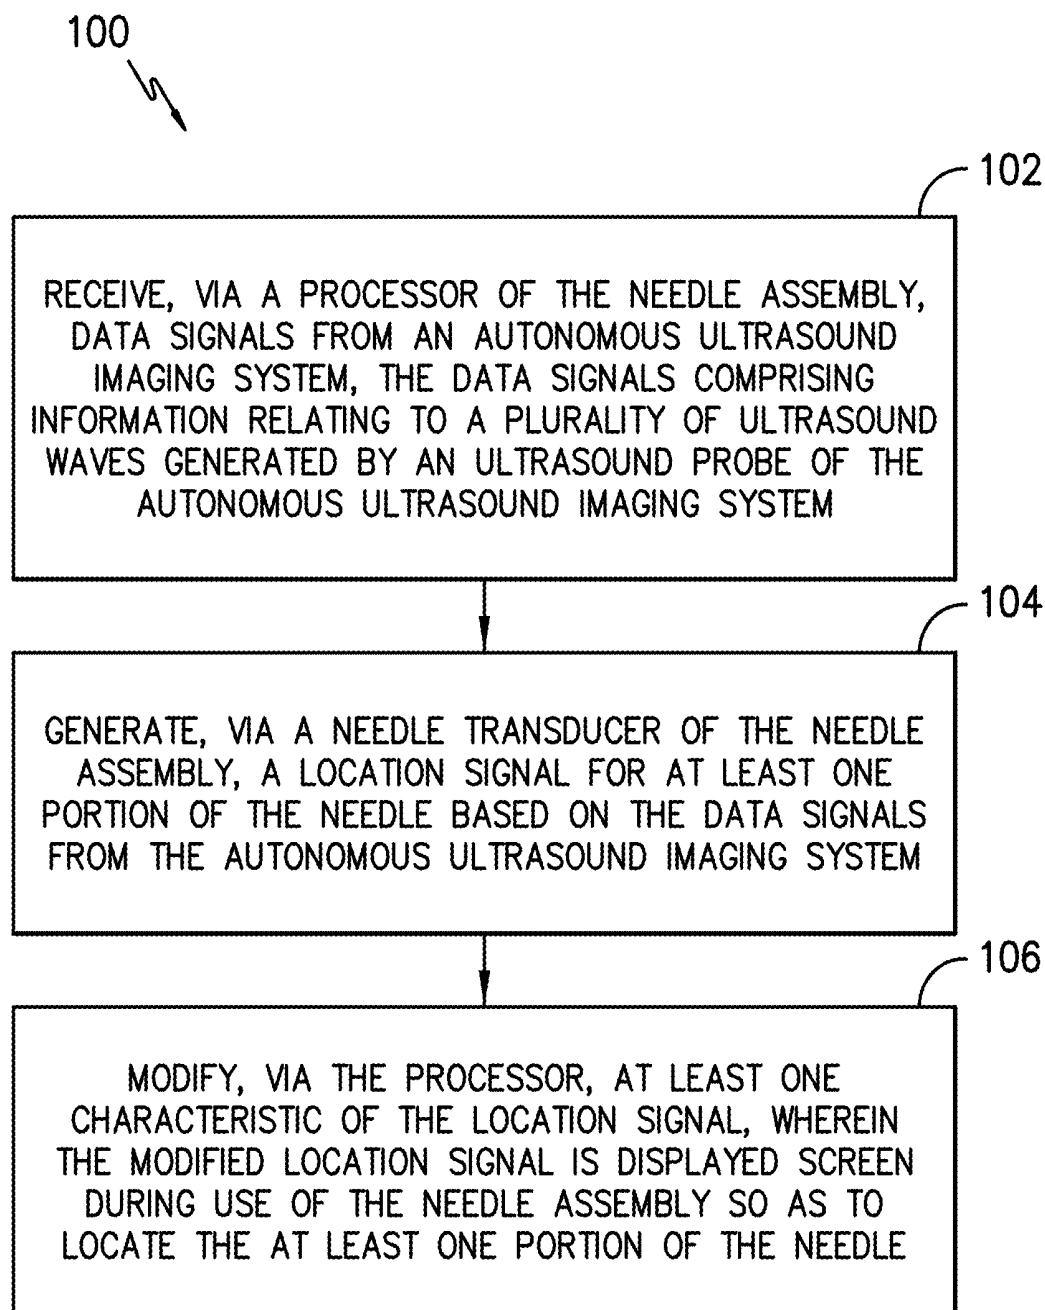 100
102
RECEIVE, VIA A PROCESSOR OF THE NEEDLE ASSEMBLY,
DATA SIGNALS FROM AN AUTONOMOUS ULTRASOUND
IMAGING SYSTEM, THE DATA SIGNALS COMPRISING
INFORMATION RELATING TO A PLURALITY OF ULTRASOUND
WAVES GENERATED BY AN ULTRASOUND PROBE OF THE
AUTONOMOUS ULTRASOUND IMAGING SYSTEM
104
GENERATE, VIA A NEEDLE TRANSDUCER OF THE NEEDLE
ASSEMBLY, A LOCATION SIGNAL FOR AT LEAST ONE
PORTION OF THE NEEDLE BASED ON THE DATA SIGNALS
FROM THE AUTONOMOUS ULTRASOUND IMAGING SYSTEM
106
MODIFY, VIA THE PROCESSOR, AT LEAST ONE
CHARACTERISTIC OF THE LOCATION SIGNAL, WHEREIN
THE MODIFIED LOCATION SIGNAL IS DISPLAYED SCREEN
DURING USE OF THE NEEDLE ASSEMBLY SO AS TO
LOCATE THE AT LEAST ONE PORTION OF THE NEEDLE